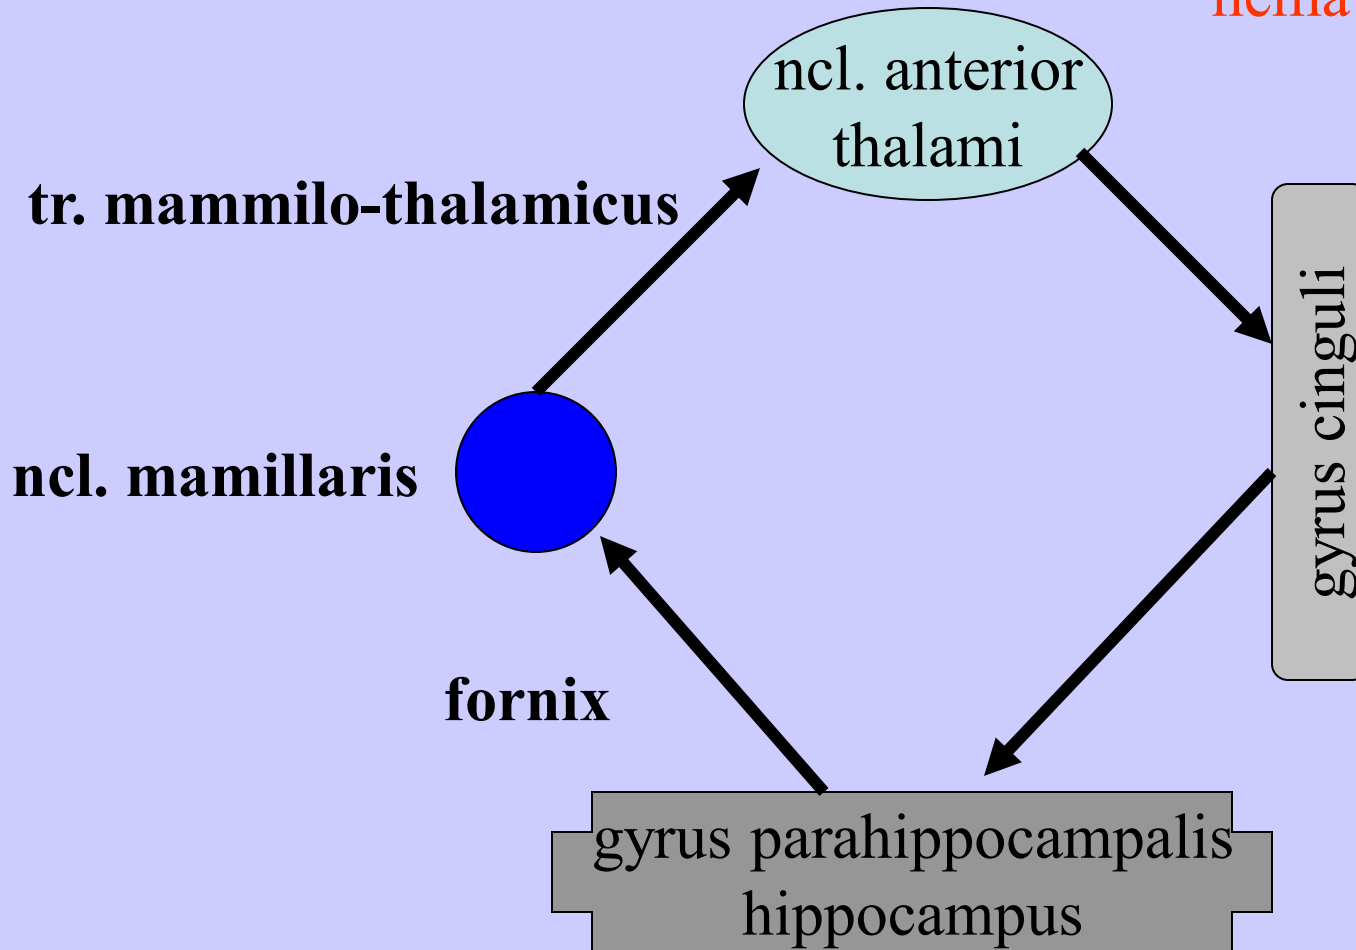 ncl. anterior
thalami
tr. mammilo-thalamicus
gyrus cinguli
ncl. mamillaris
fornix
gyrus parahippocampalis
hippocampus